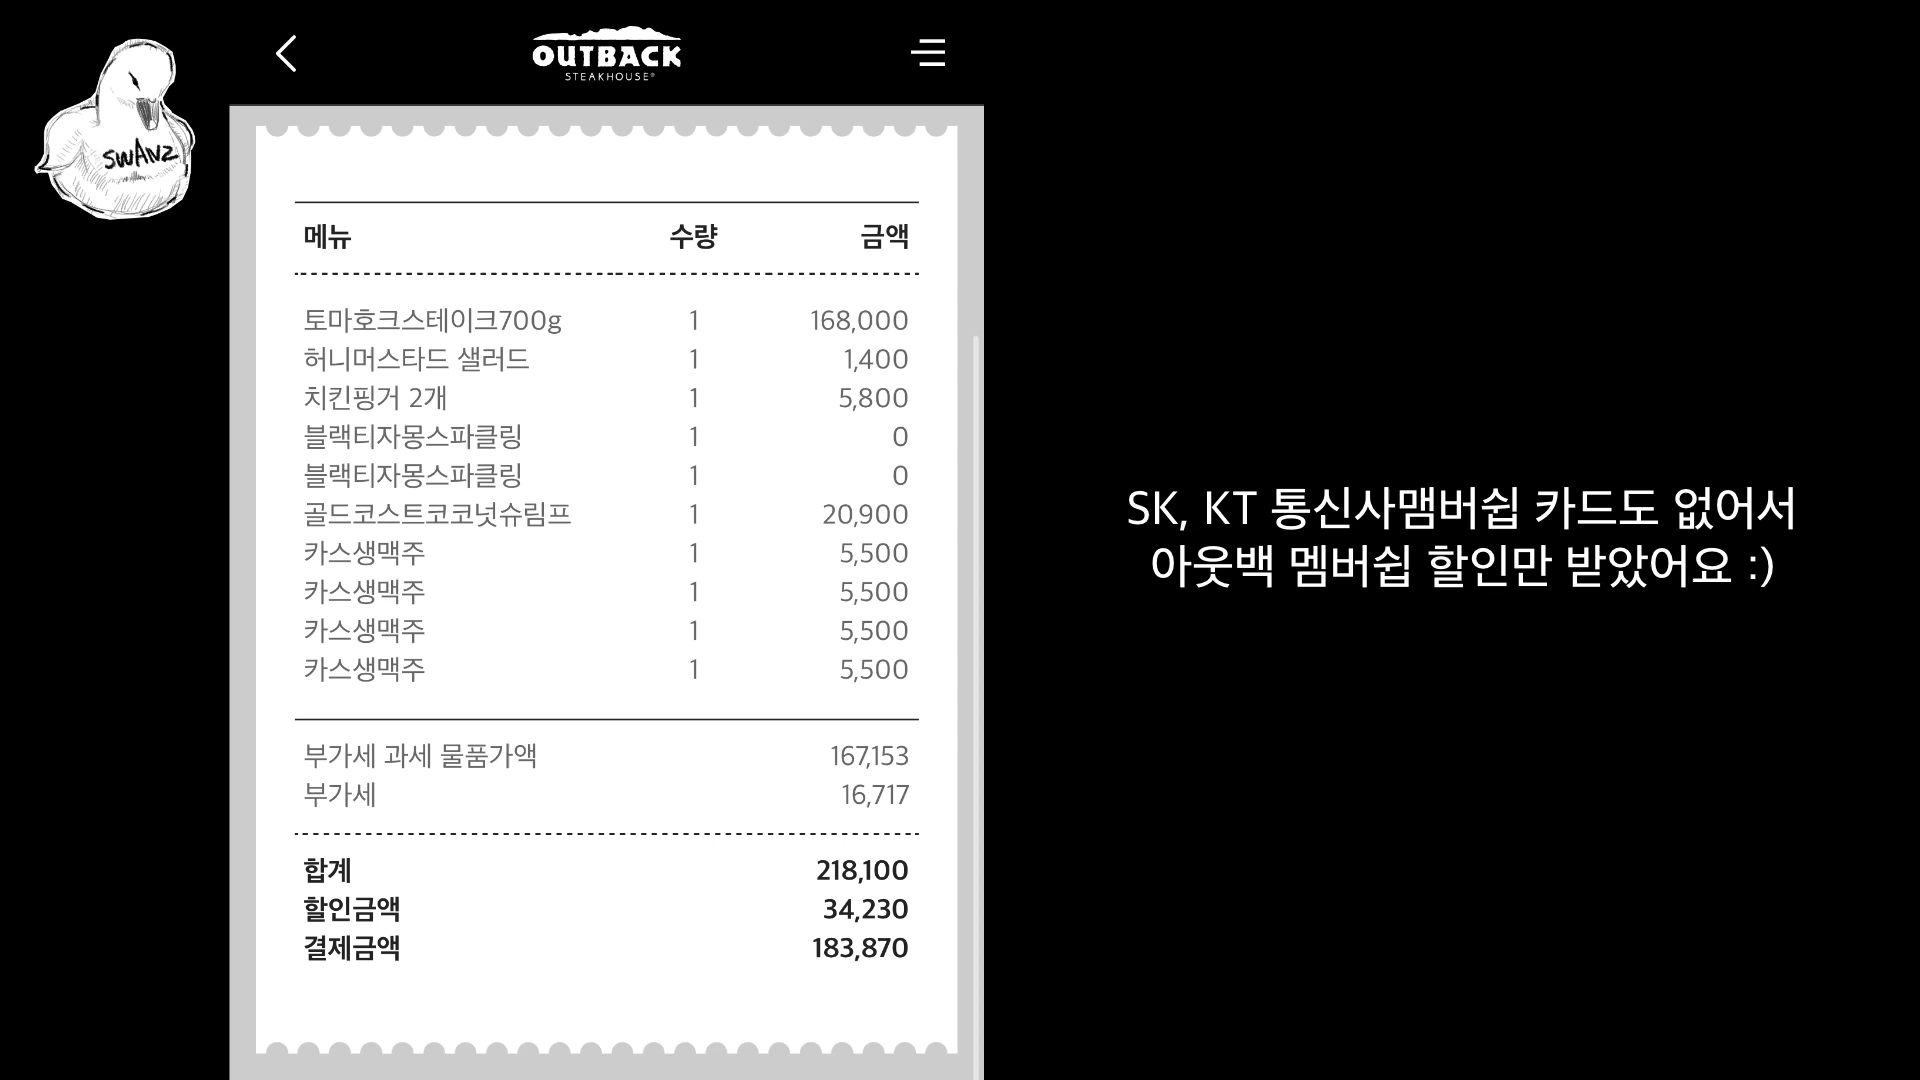 SWANZ
OUTBACK
STEAKHOUSE®
메뉴 수량 금액
토마호크스테이크700g 1 168,000
허니머스타드 샐러드 1 1,400
치킨핑거 2개 1 5,800
블랙티자몽스파클링 1 0
블랙티자몽스파클링 1 0
골드코스트코코넛슈림프 1 20,900
카스생맥주 1 5,500
카스생맥주 1 5,500
카스생맥주 1 5,500
카스생맥주 1 5,500
부가세 과세 물품가액 167,153
부가세 16,717
합계 218,100
할인금액 34,230
결제금액 183,870
SK, KT 통신사맴버쉽 카드도 없어서
아웃백 멤버쉽 할인만 받았어요 :)